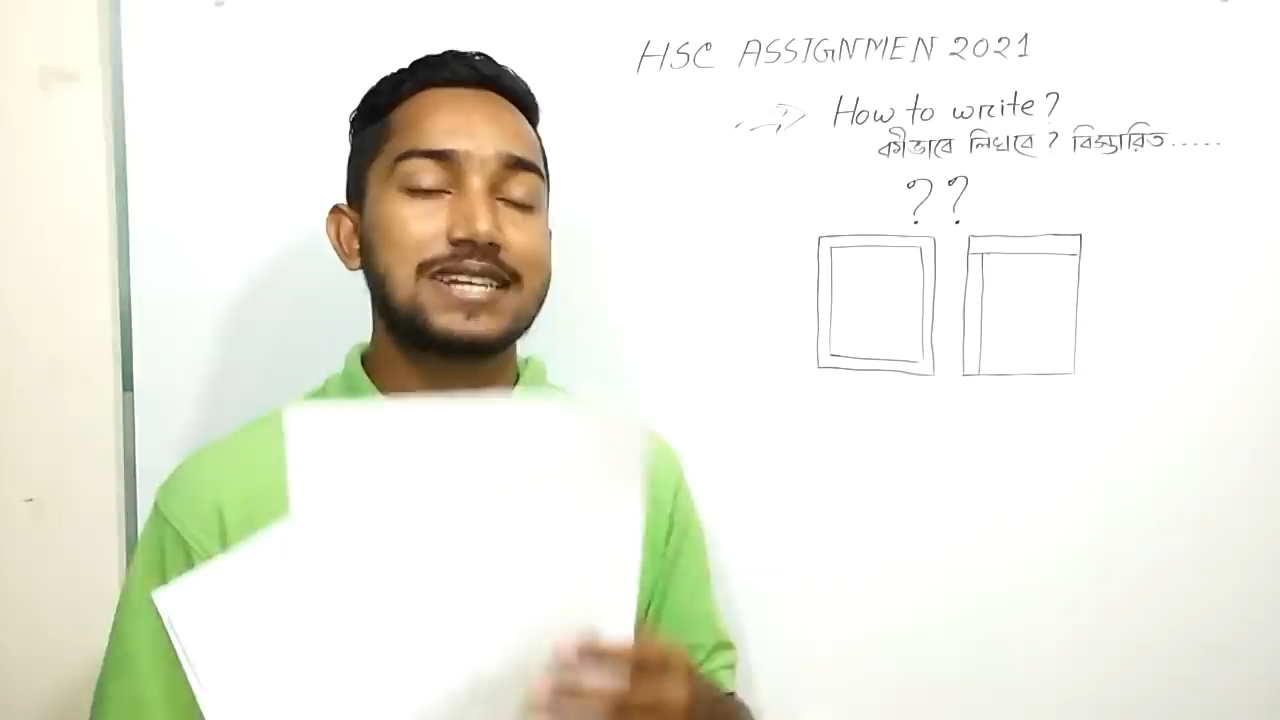 HSC ASSIGNMEN 2021
How to write?
কীভাবে লিখবে ? বিস্তারিত.....
? ?